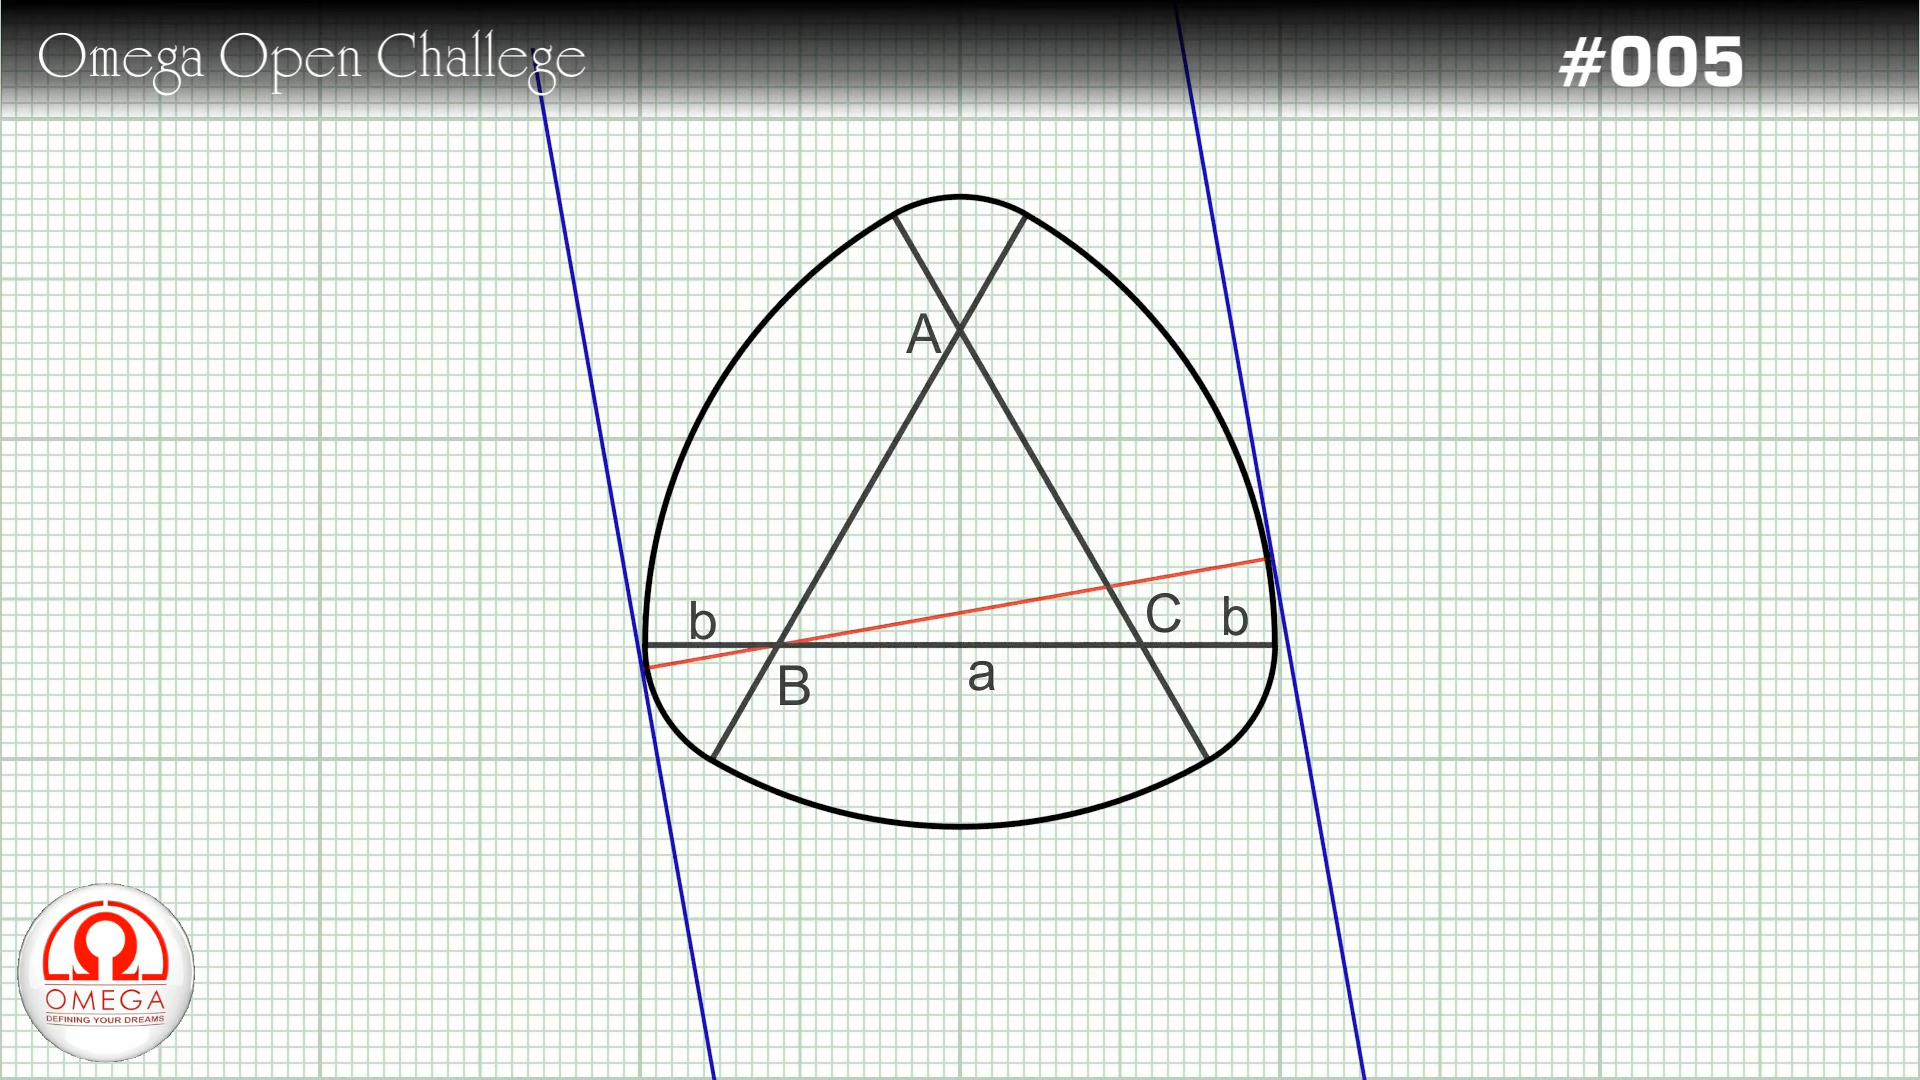 Omega Open Challege
#005
A
b
C
b
B
a
Ω
OMEGA
DEFINING YOUR DREAMS